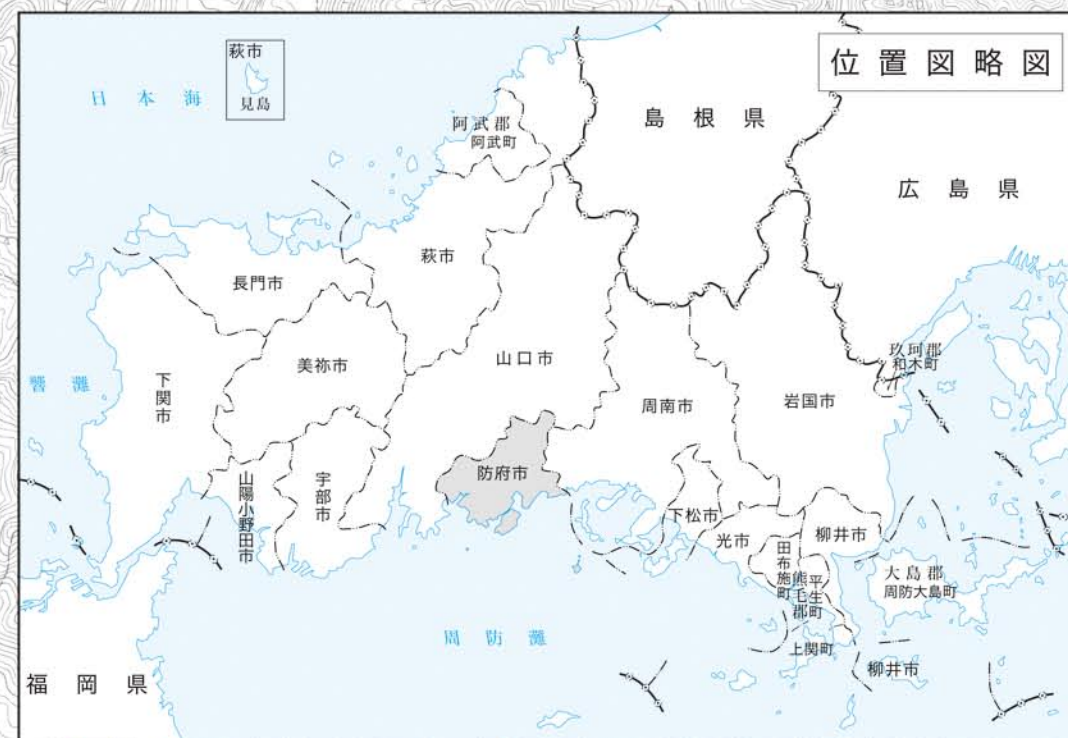 位置図略図
萩市
見島
日本海
阿武郡
阿武町
島根県
広島県
萩市
長門市
美祢市
山口市
玖珂郡
和木町
響灘
下関市
周南市
岩国市
防府市
山陽小野田市
宇部市
下松市
光市
柳井市
田布施町
熊毛郡
平生町
大島郡
周防大島町
周防灘
上関町
柳井市
福岡県